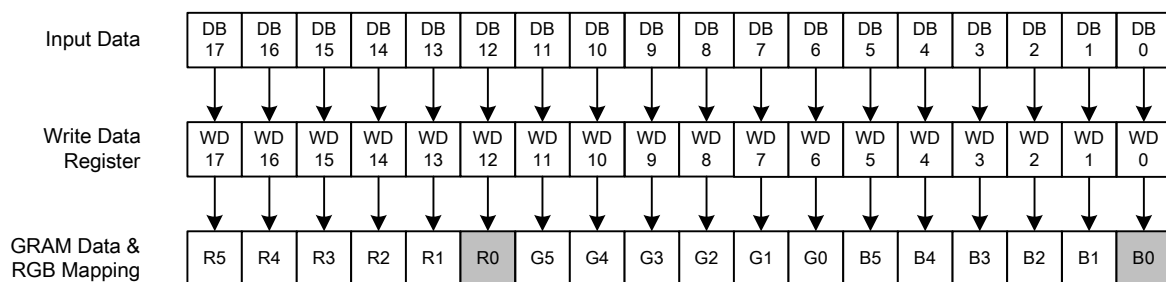 Input Data
DB DB DB DB DB DB DB DB DB DB DB DB DB DB DB DB DB DB
17 16 15 14 13 12 11 10 9 8 7 6 5 4 3 2 1 0
Write Data
Register
WD WD WD WD WD WD WD WD WD WD WD WD WD WD WD WD WD WD
17 16 15 14 13 12 11 10 9 8 7 6 5 4 3 2 1 0
GRAM Data &
RGB Mapping
R5 R4 R3 R2 R1 R0 G5 G4 G3 G2 G1 G0 B5 B4 B3 B2 B1 B0